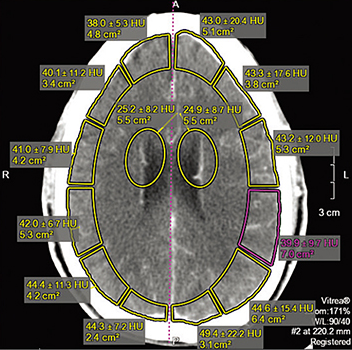 A
38.0 ± 5.3 HU
4.8 cm²
43.0 ± 20.4 HU
5.1 cm²
40.1 ± 11.2 HU
3.4 cm²
43.3 ± 17.6 HU
3.8 cm²
25.2 ± 8.2 HU
5.5 cm²
24.9 ± 8.7 HU
5.5 cm²
41.0 ± 7.9 HU
4.2 cm²
43.2 ± 12.0 HU
5.3 cm²
R
L
3 cm
42.0 ± 6.7 HU
5.3 cm²
39.9 ± 9.7 HU
7.0 cm²
44.4 ± 11.3 HU
4.2 cm²
44.6 ± 15.4 HU
6.4 cm²
44.3 ± 7.2 HU
2.4 cm²
49.4 ± 22.2 HU
3.1 cm²
Vitrea®
om:171%
V/L:90/40
#2 at 220.2 mm
Registered